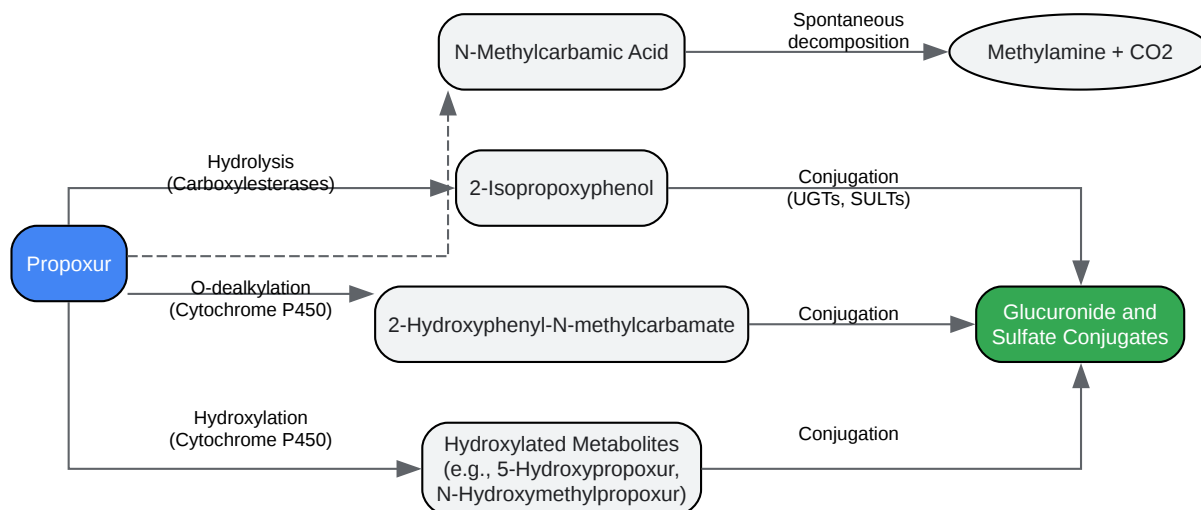 Spontaneous
decomposition
N-Methylcarbamic Acid
Methylamine + CO2
Hydrolysis
(Carboxylesterases)
2-Isopropoxyphenol
Conjugation
(UGTs, SULTs)
Propoxur
O-dealkylation
(Cytochrome P450)
2-Hydroxyphenyl-N-methylcarbamate
Conjugation
Glucuronide and
Sulfate Conjugates
Hydroxylation
(Cytochrome P450)
Hydroxylated Metabolites
(e.g., 5-Hydroxypropoxur,
N-Hydroxymethylpropoxur)
Conjugation